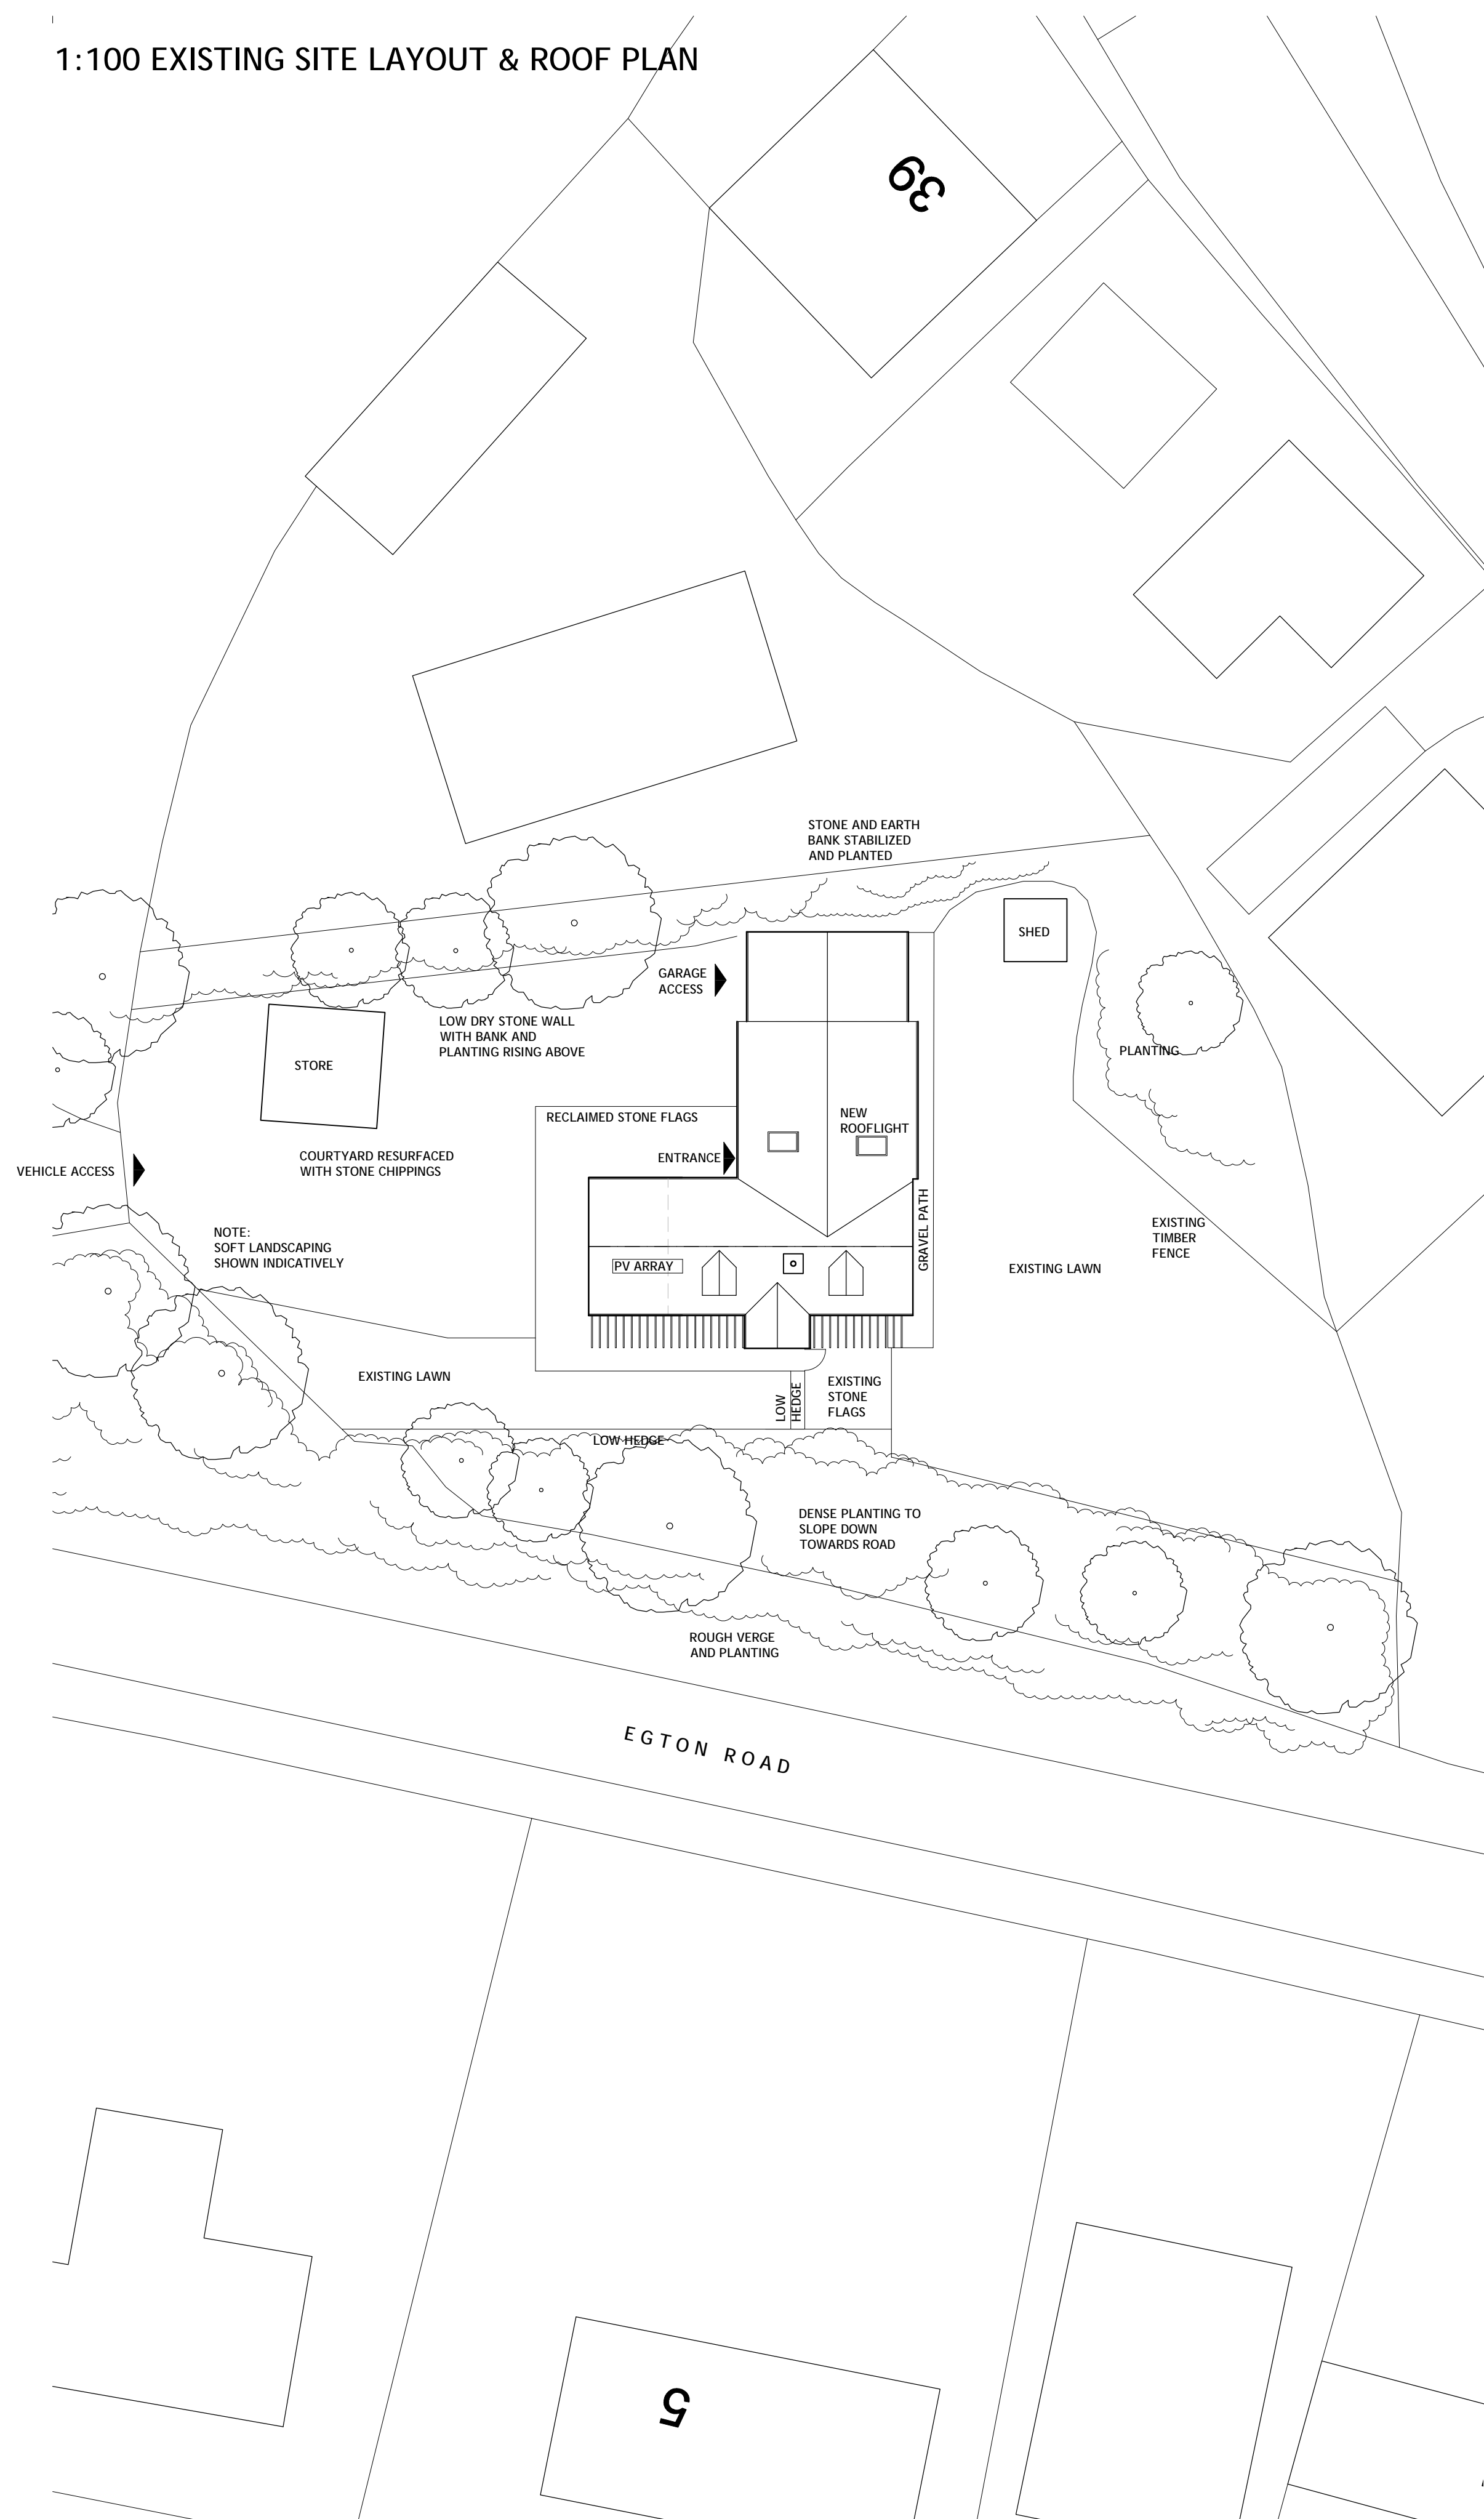 1:100 EXISTING SITE LAYOUT & ROOF PLAN
39
STONE AND EARTH
BANK STABILIZED
AND PLANTED
SHED
GARAGE
ACCESS
LOW DRY STONE WALL
WITH BANK AND
PLANTING RISING ABOVE
PLANTING
STORE
NEW
ROOFLIGHT
RECLAIMED STONE FLAGS
ENTRANCE
COURTYARD RESURFACED
WITH STONE CHIPPINGS
VEHICLE ACCESS
GRAVEL PATH
EXISTING
TIMBER
FENCE
NOTE:
SOFT LANDSCAPING
SHOWN INDICATIVELY
PV ARRAY
EXISTING LAWN
EXISTING LAWN
LOW
HEDGE
EXISTING
STONE
FLAGS
LOW HEDGE
DENSE PLANTING TO
SLOPE DOWN
TOWARDS ROAD
ROUGH VERGE
AND PLANTING
EGTON ROAD
5